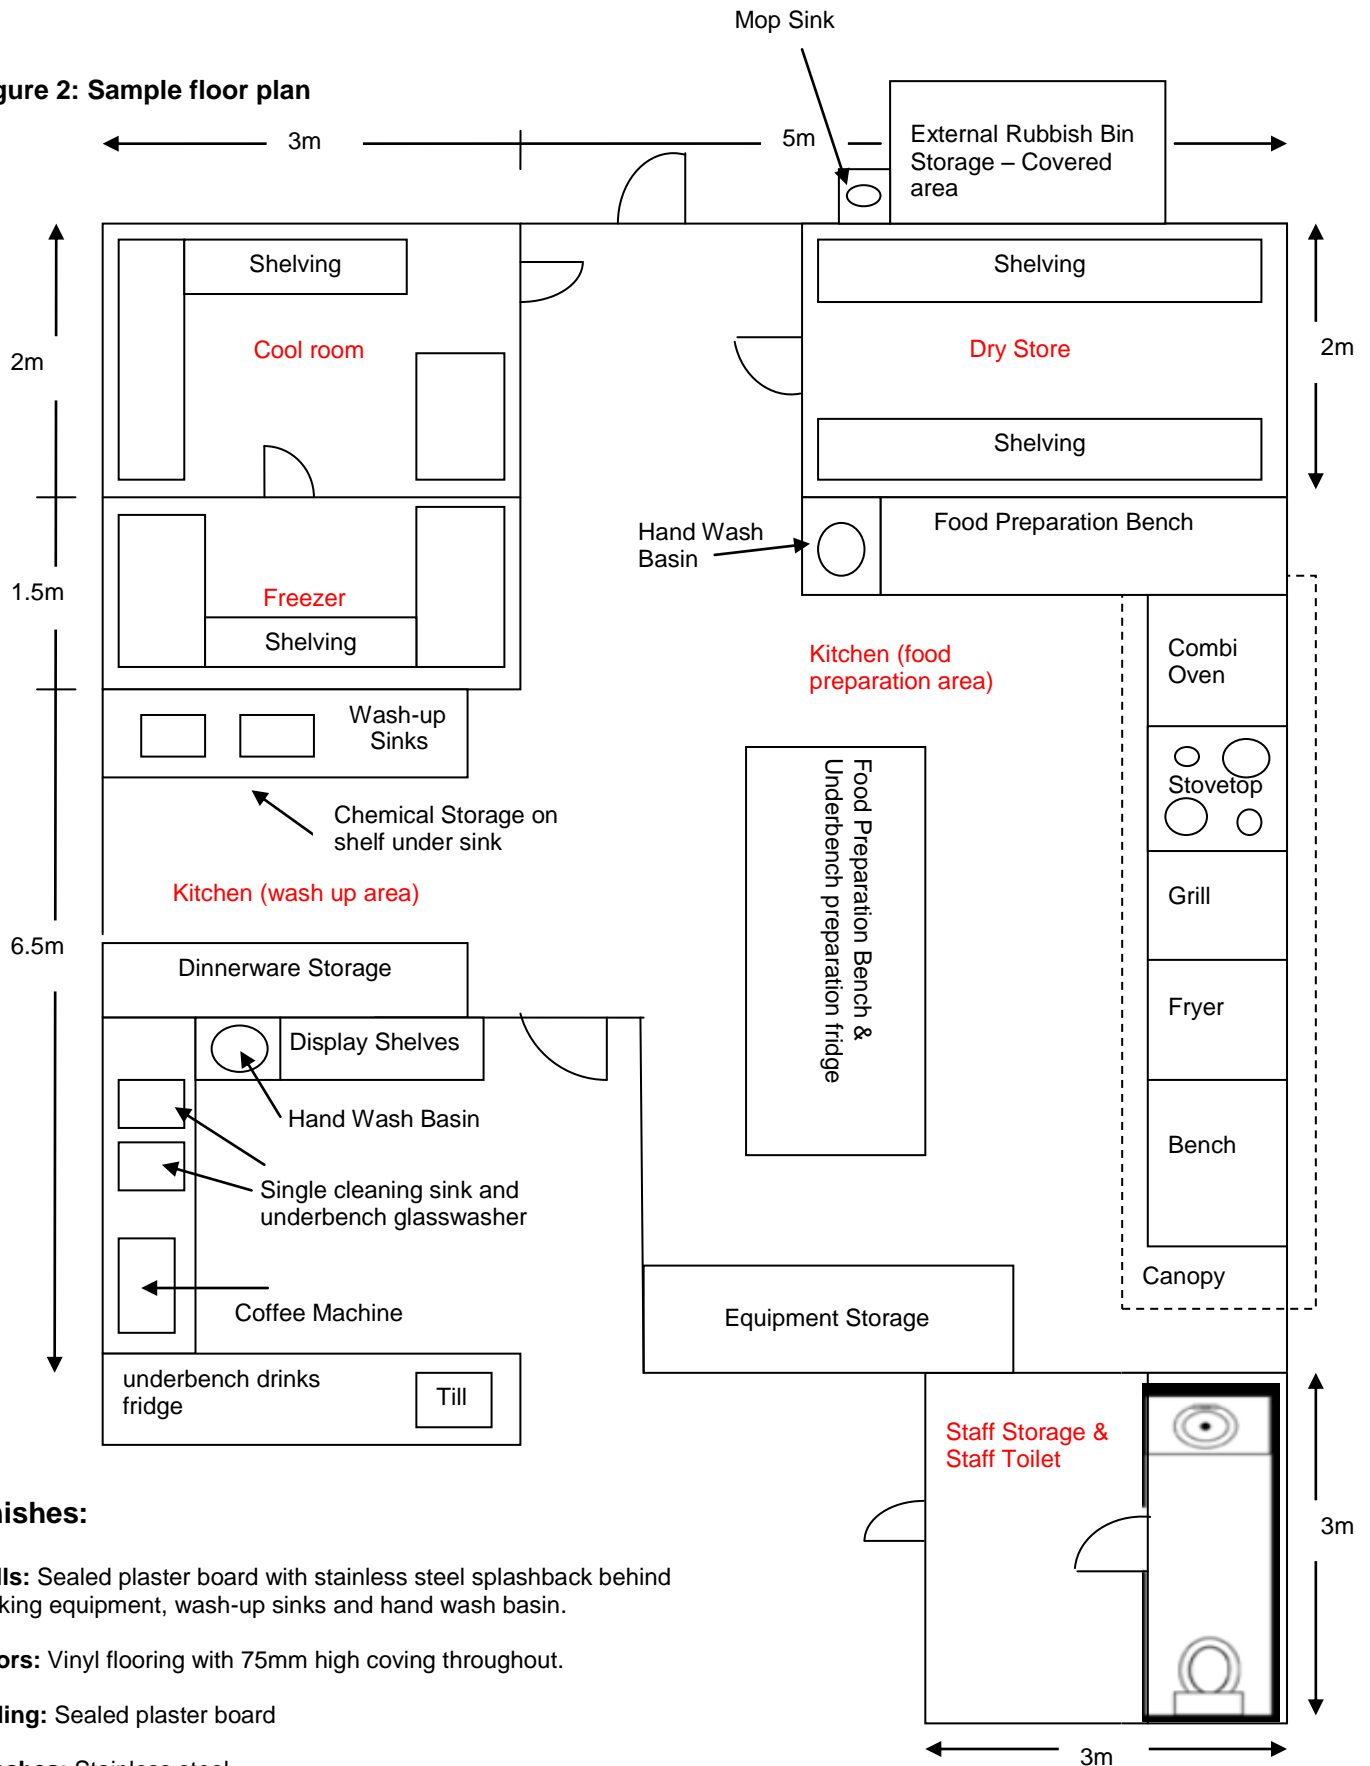 Mop Sink
gure 2: Sample floor plan
3m
5m
External Rubbish Bin
Storage – Covered
area
Shelving
Shelving
Cool room
Dry Store
2m
2m
Shelving
Hand Wash
Basin
Food Preparation Bench
1.5m
Freezer
Shelving
Kitchen (food
preparation area)
Combi
Oven
Wash-up
Sinks
Stovetop
Chemical Storage on
shelf under sink
Food Preparation Bench &
Underbench preparation fridge
Kitchen (wash up area)
Grill
6.5m
Dinnerware Storage
Fryer
Display Shelves
Hand Wash Basin
Bench
Single cleaning sink and
underbench glasswasher
Canopy
Coffee Machine
Equipment Storage
underbench drinks
fridge
Till
Staff Storage &
Staff Toilet
3m
nishes:
lls: Sealed plaster board with stainless steel splashback behind
king equipment, wash-up sinks and hand wash basin.
ors: Vinyl flooring with 75mm high coving throughout.
ling: Sealed plaster board
3m
nches: Stainless steel